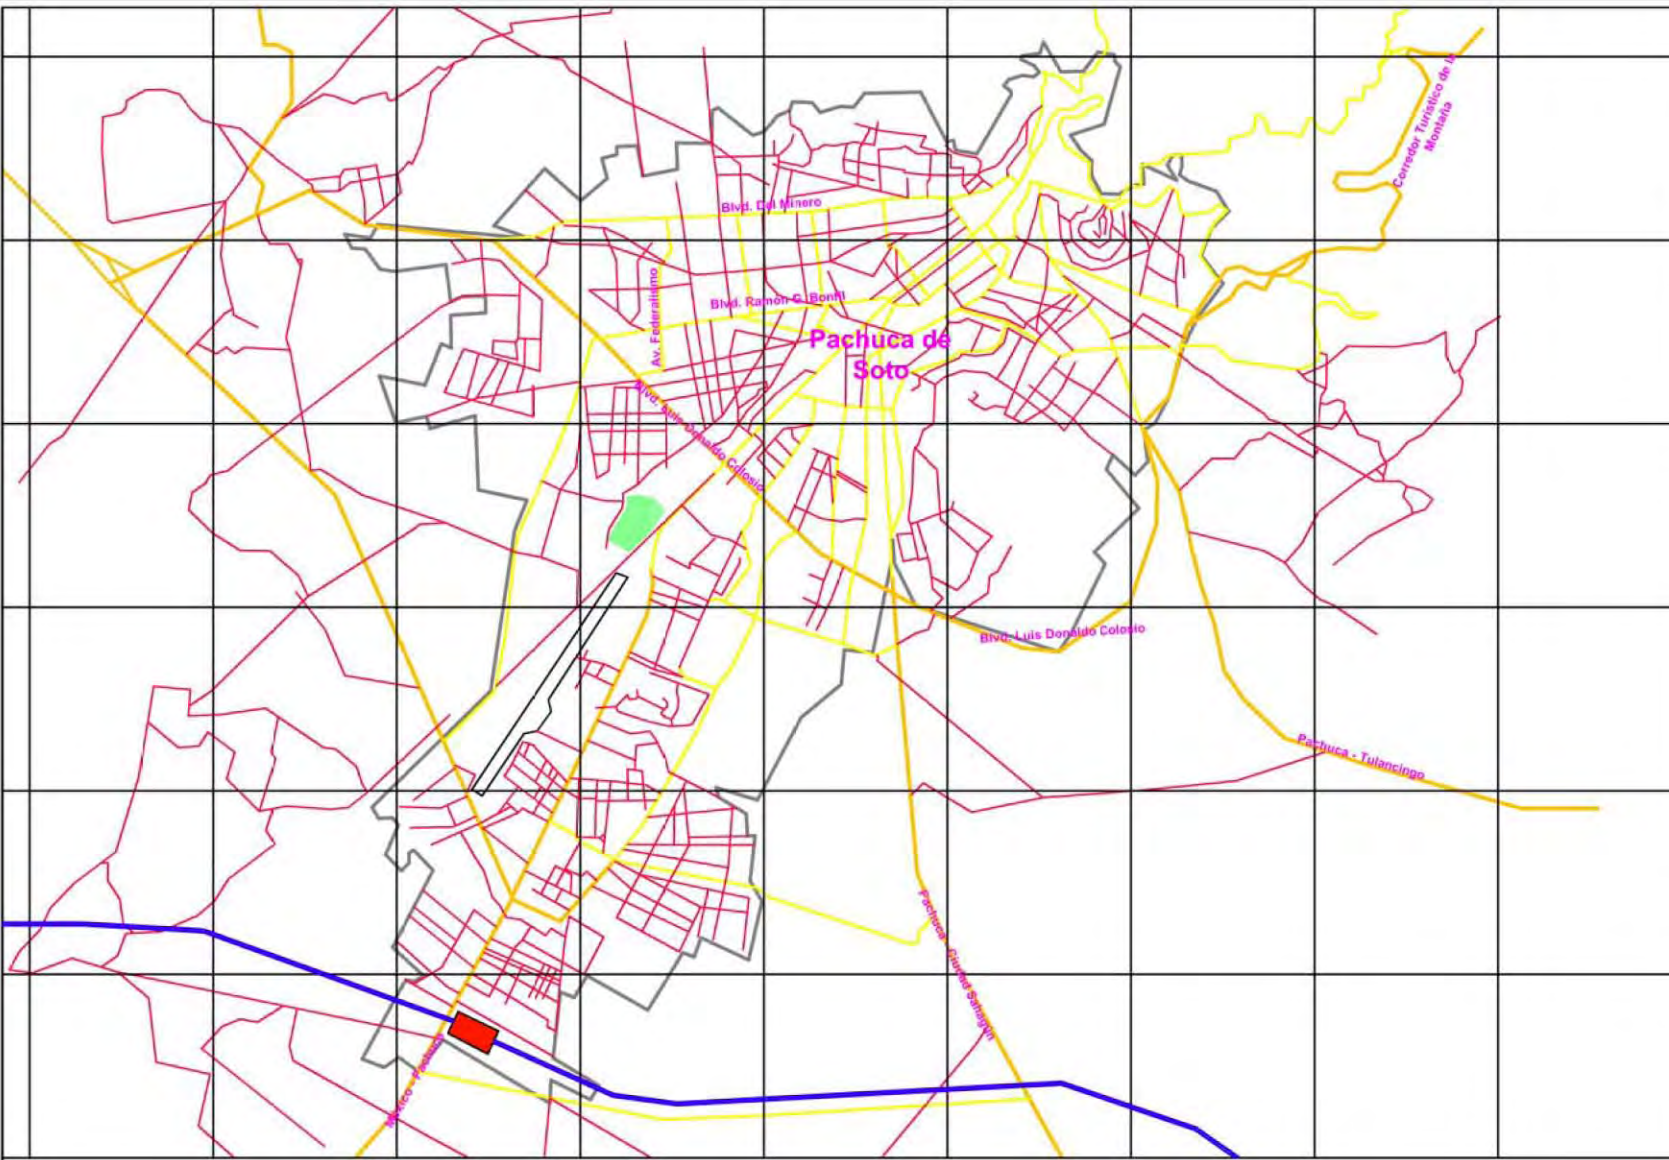 Corredor Turístico de la
Montaña
Blvd. Del Minero
Av. Federalismo
Blvd. Ramón G. Bonfil
Pachuca de
Soto
Blvd. Luis Donaldo Colosio
Blvd. Luis Donaldo Colosio
Pachuca - Tulancingo
Pachuca - Ciudad Sahagún
México - Pachuca